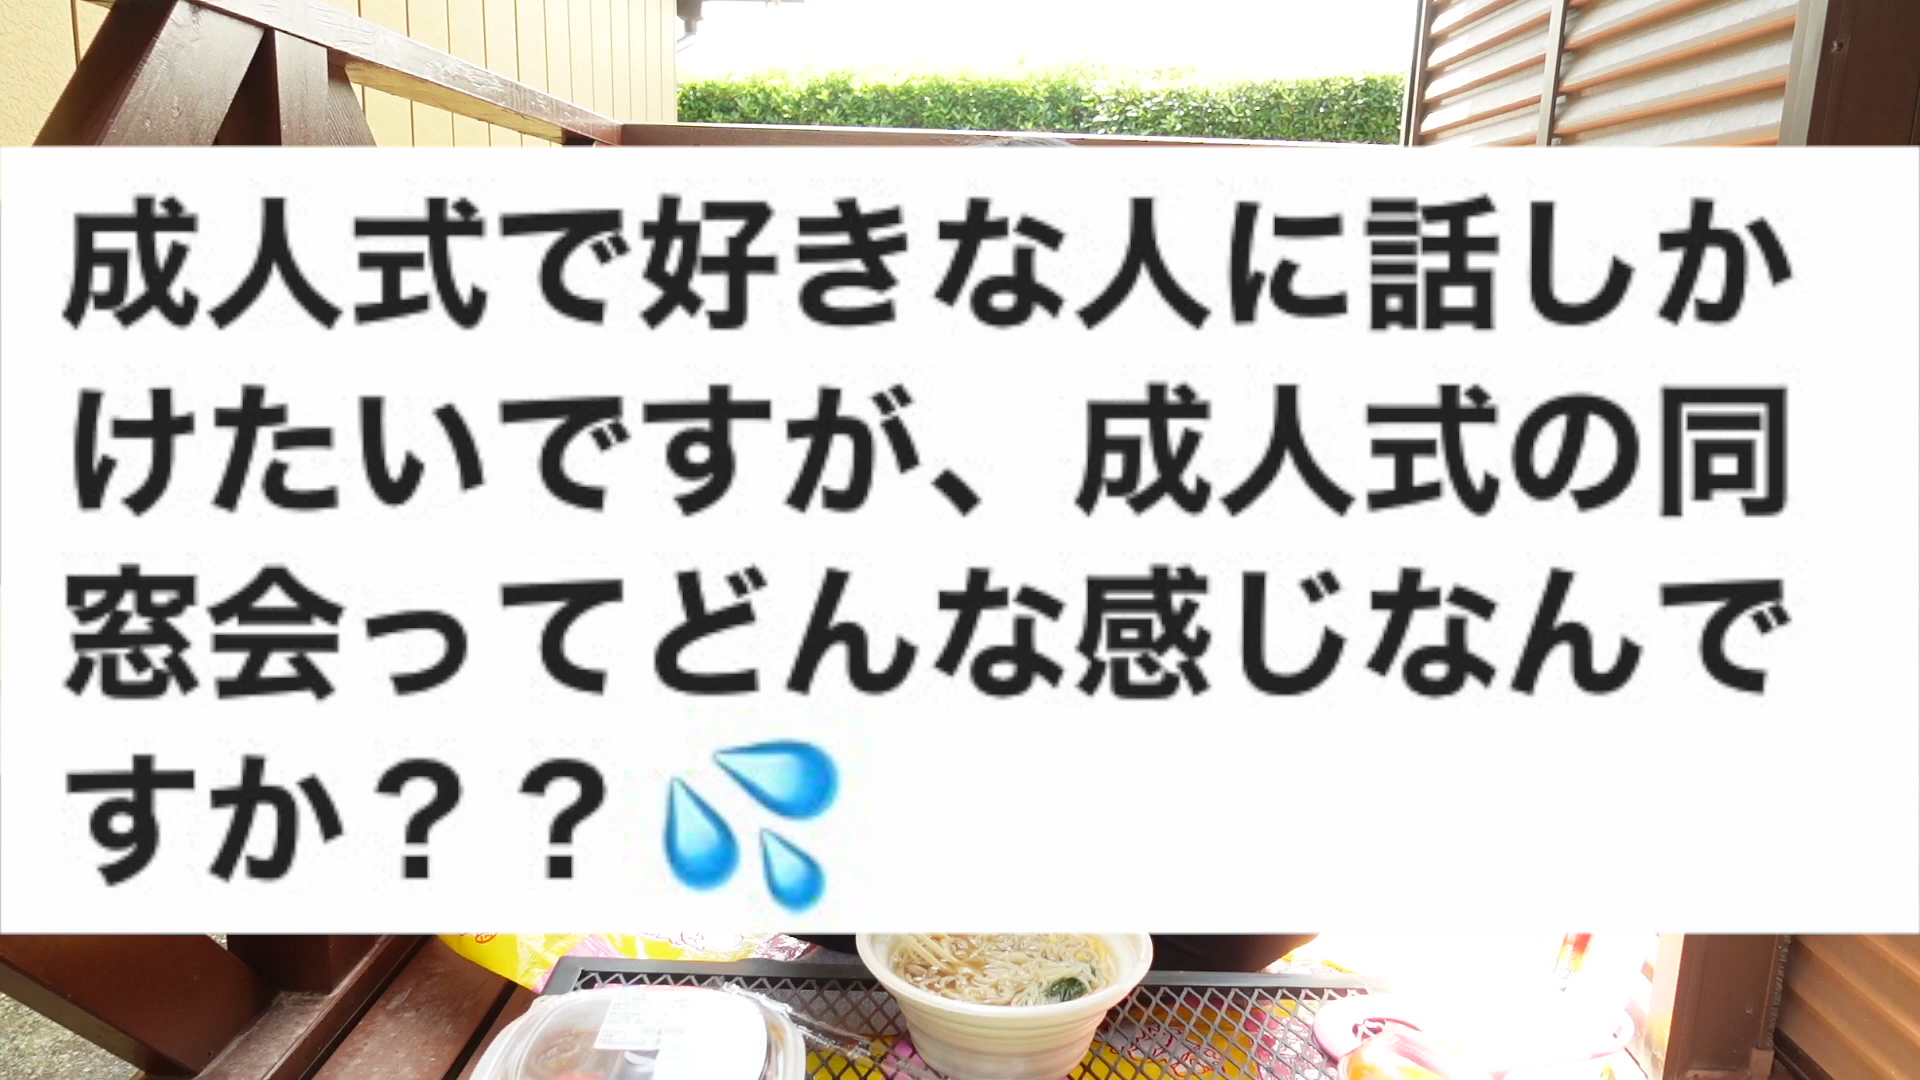 成人式で好きな人に話しか
けたいですが、成人式の同
窓会ってどんな感じなんで
すか？？💦